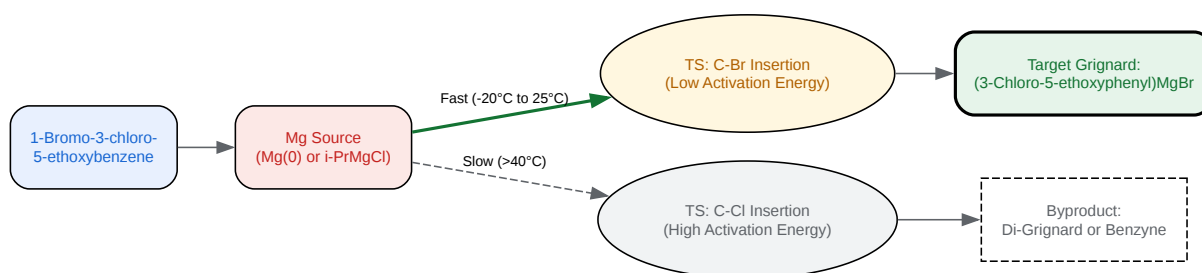 1-Bromo-3-chloro-
5-ethoxybenzene
Mg Source
(Mg(0) or i-PrMgCl)
Fast (-20°C to 25°C)
Slow (>40°C)
TS: C-Br Insertion
(Low Activation Energy)
TS: C-Cl Insertion
(High Activation Energy)
Target Grignard:
(3-Chloro-5-ethoxyphenyl)MgBr
Byproduct:
Di-Grignard or Benzyne